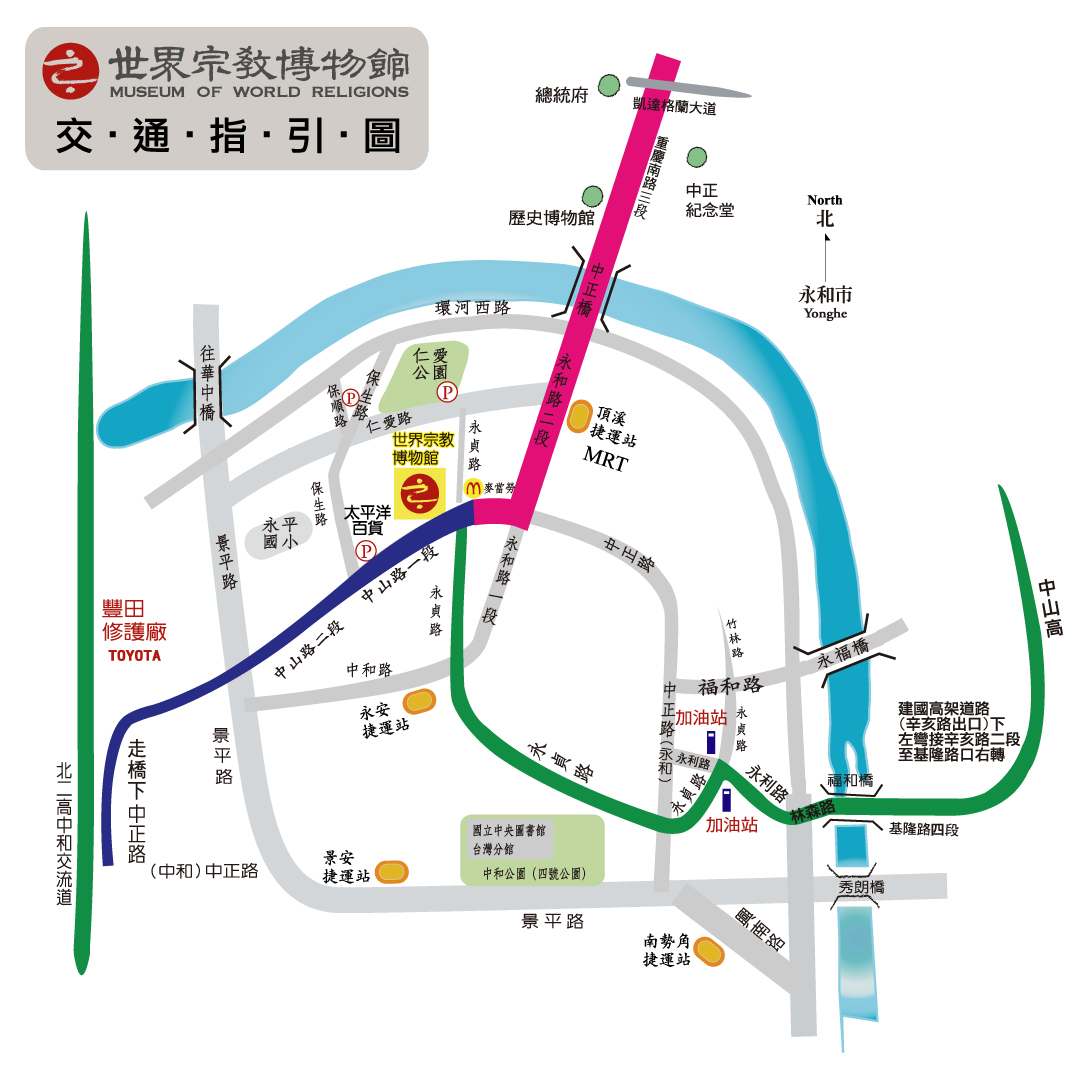 世界宗教博物館
MUSEUM OF WORLD RELIGIONS
交·通·指·引·圖
總統府
凱達格蘭大道
重慶南路三段
中正
紀念堂
歷史博物館
North
北
永和市
Yonghe
中正橋
環河西路
往華中橋
仁愛
公園
P
保生路
保順路
P
仁愛路
永和路二段
頂溪
捷運站
MRT
世界宗教
博物館
永貞路
麥當勞
保生路
太平洋
百貨
P
永平
國小
景平路
中山路一段
永和路一段
中正路
永貞路
豐田
修護廠
TOYOTA
中山路二段
中和路
永安
捷運站
竹林路
永福橋
中山高
福和路
中正路(永和)
加油站
永貞路
建國高架道路
(辛亥路出口)下
左彎接辛亥路二段
至基隆路口右轉
景平路
走橋下中正路
北二高中和交流道
永貞路
永利路
永貞路
永利路
福和橋
林森路
加油站
基隆路四段
國立中央圖書館
台灣分館
中和公園(四號公園)
景安
捷運站
(中和)中正路
秀朗橋
景平路
興南路
南勢角
捷運站